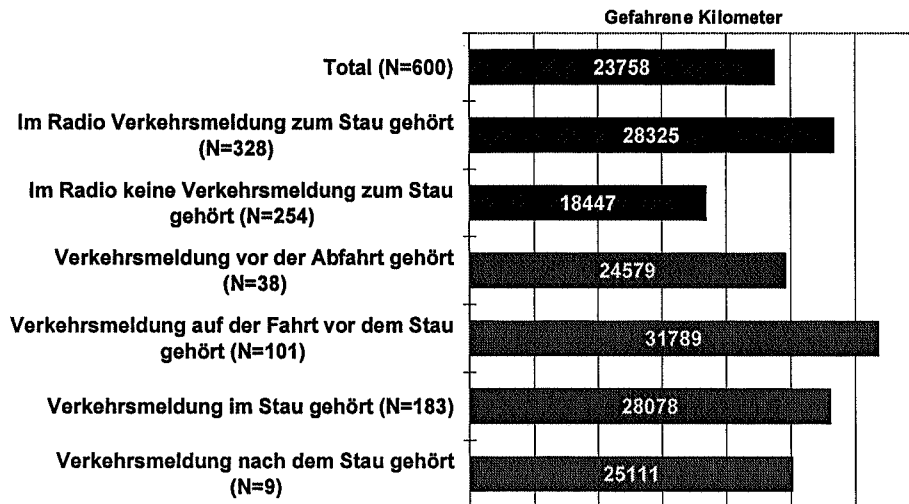 Gefahrene Kilometer
Total (N=600)
23758
Im Radio Verkehrsmeldung zum Stau gehört
(N=328)
28325
Im Radio keine Verkehrsmeldung zum Stau
gehört (N=254)
18447
Verkehrsmeldung vor der Abfahrt gehört
(N=38)
24579
Verkehrsmeldung auf der Fahrt vor dem Stau
gehört (N=101)
31789
Verkehrsmeldung im Stau gehört (N=183)
28078
Verkehrsmeldung nach dem Stau gehört
(N=9)
25111